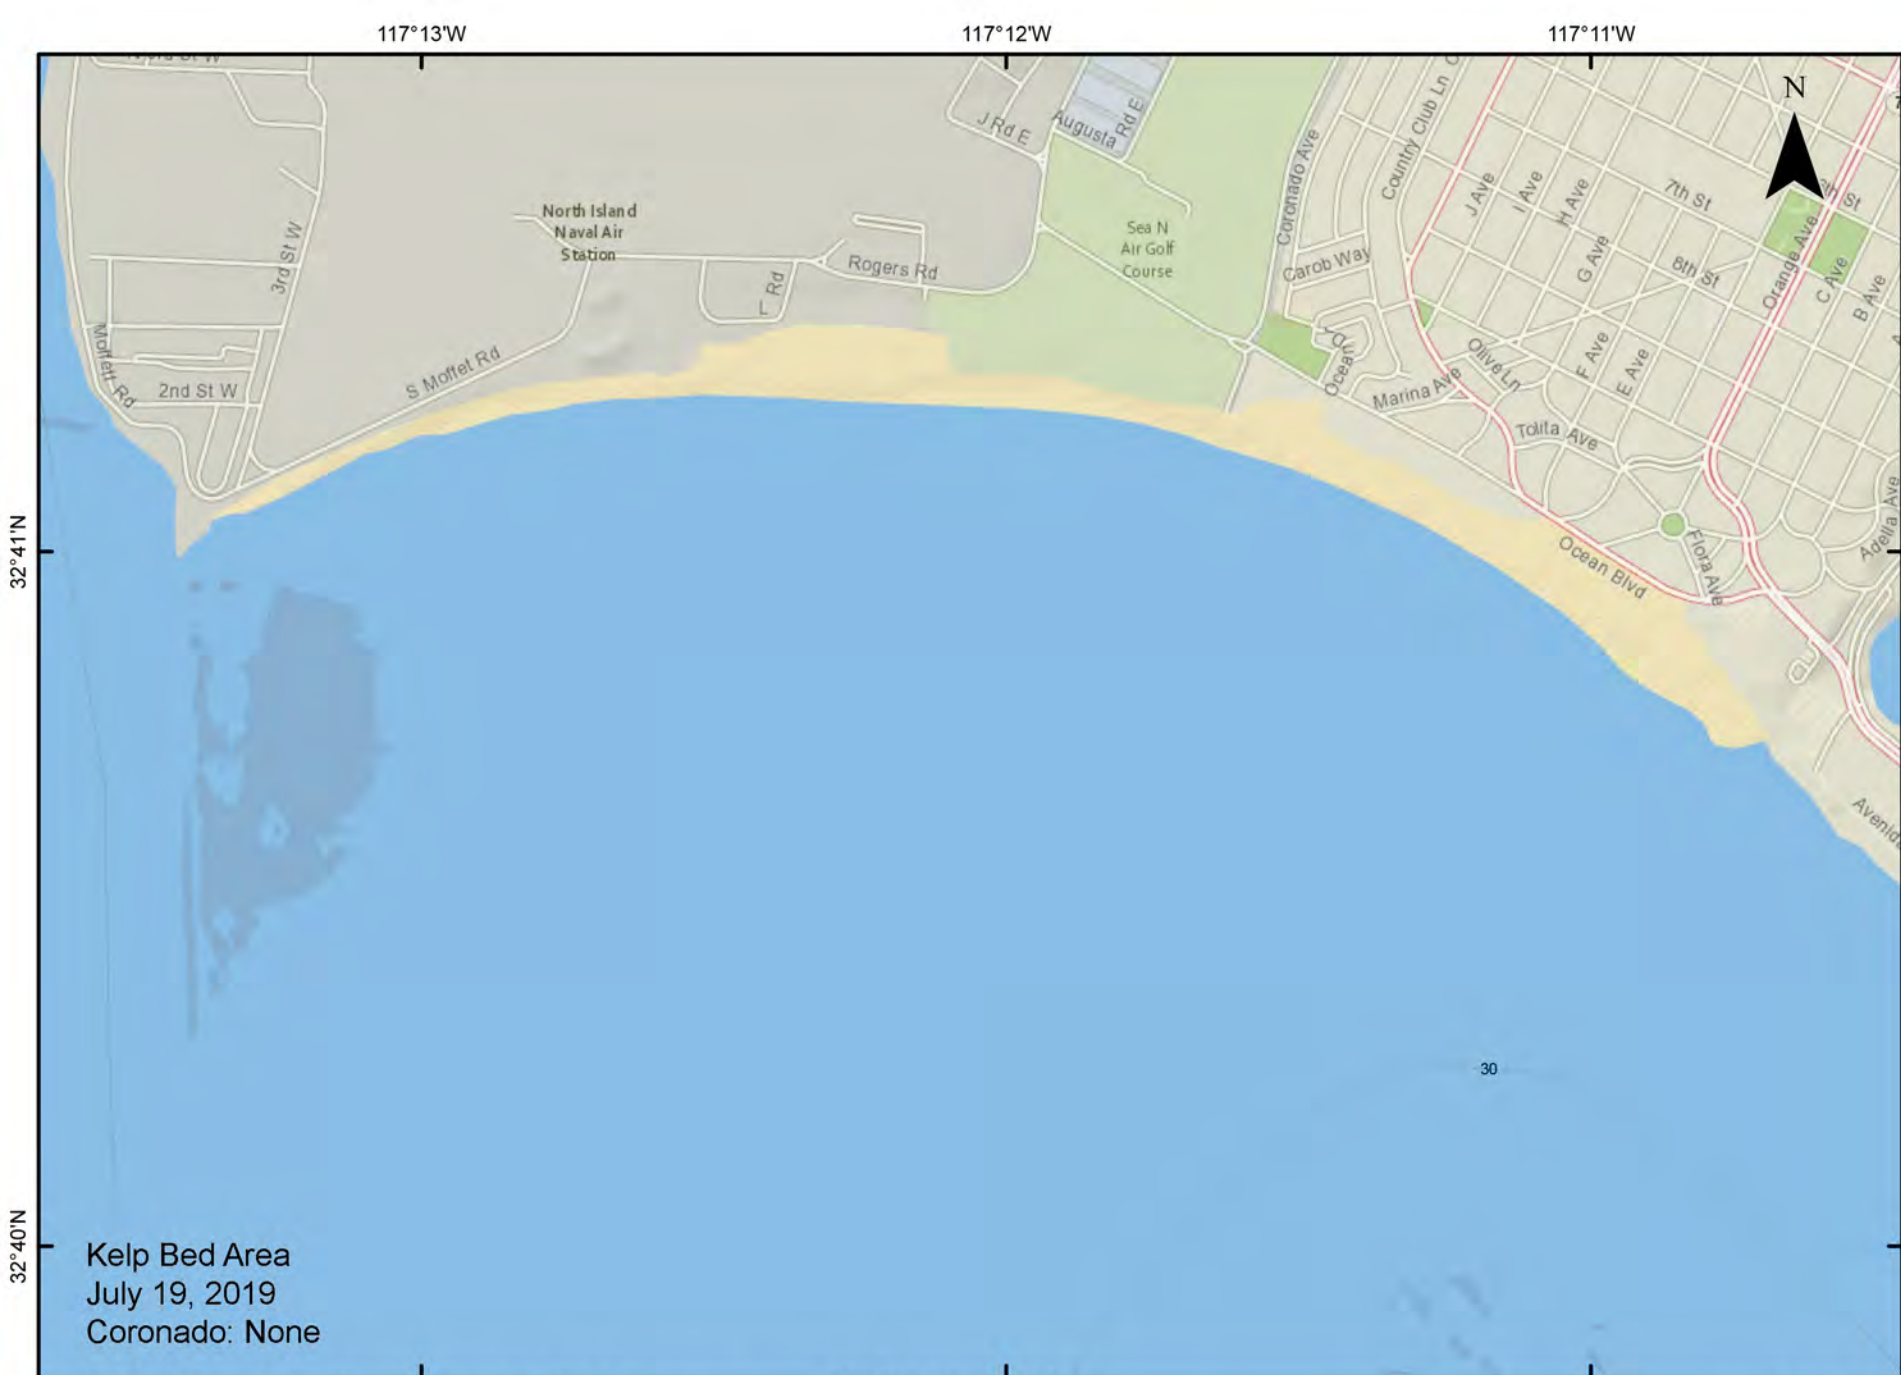 117°13'W
117°12'W
117°11'W
N
J Rd E
Augusta
Rd E
Coronado Ave
Country Club Ln
J Ave
I Ave
H Ave
7th St
G Ave
8th St
Orange Ave
C Ave
B Ave
North Island
Naval Air
Station
Sea N
Air Golf
Course
3rd St W
Rogers Rd
L Rd
Carob Way
Moffett Rd
2nd St W
S Moffet Rd
Ocean
Marina Ave
Olive Ln
F Ave
E Ave
Tolita Ave
32°41'N
Ocean Blvd
Flora Ave
Adella Ave
30
32°40'N
Kelp Bed Area
July 19, 2019
Coronado: None